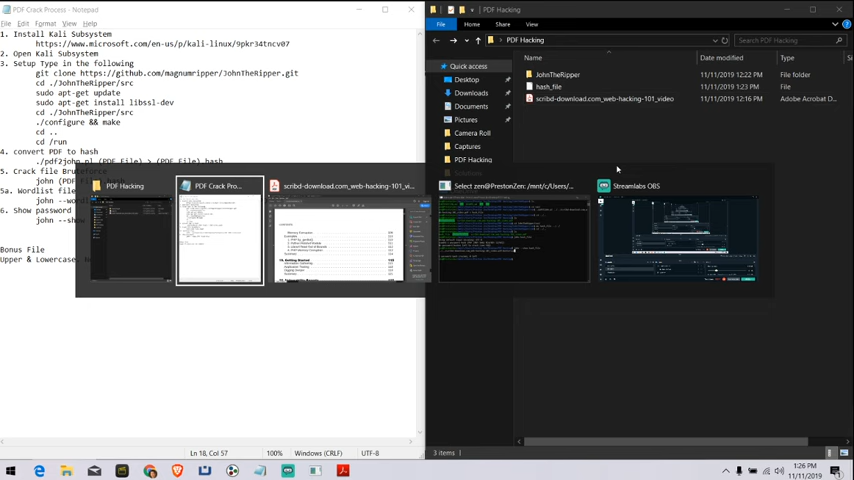 PDF Crack Process - Notepad
File Edit Format View Help
1. Install Kali Subsystem
https://www.microsoft.com/en-us/p/kali-linux/9pkr34tncv07
2. Open Kali Subsystem
3. Setup Type in the following
git clone https://github.com/magnumripper/JohnTheRipper.git
cd ./JohnTheRipper/src
sudo apt-get update
sudo apt-get install libssl-dev
cd ./JohnTheRipper/src
./configure && make
cd ..
cd /run
4. convert PDF to hash
./pdf2john.pl (PDF File) > (PDF File).hash
5. Crack file Bruteforce
john (PDF
5a. Wordlist file
john --wordl
6. Show password
john --show
Bonus File
Upper & Lowercase,
Ln 18, Col 57
100%
Windows (CRLF)
UTF-8
PDF Hacking
File
Home
Share
View
PDF Hacking
Search PDF Hacking
Quick access
Desktop
Downloads
Documents
Pictures
Camera Roll
Captures
PDF Hacking
Name
Date modified
Type
JohnTheRipper
11/11/2019 12:22 PM
File folder
hash_file
11/11/2019 1:23 PM
File
scribd-download.com_web-hacking-101_video
11/11/2019 12:16 PM
Adobe Acrobat D...
3 items
PDF Hacking
PDF Crack Pro...
scribd-download.com_web-hacking-101_vi...
Select zen@PrestonZen: /mnt/c/Users/...
Streamlabs OBS
1:26 PM
11/11/2019